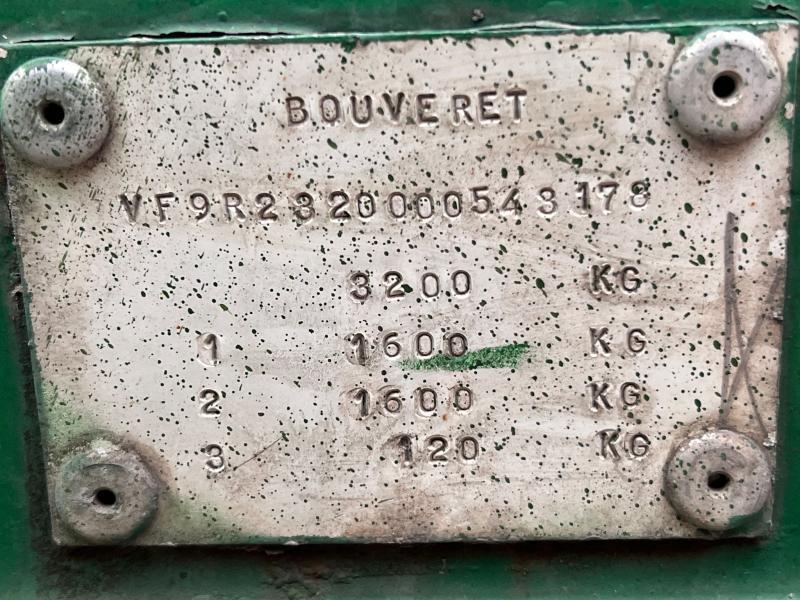 BOUVERET
VF9R2320000543178
3200 KG
1 1600 KG
2 1600 KG
3 120 KG